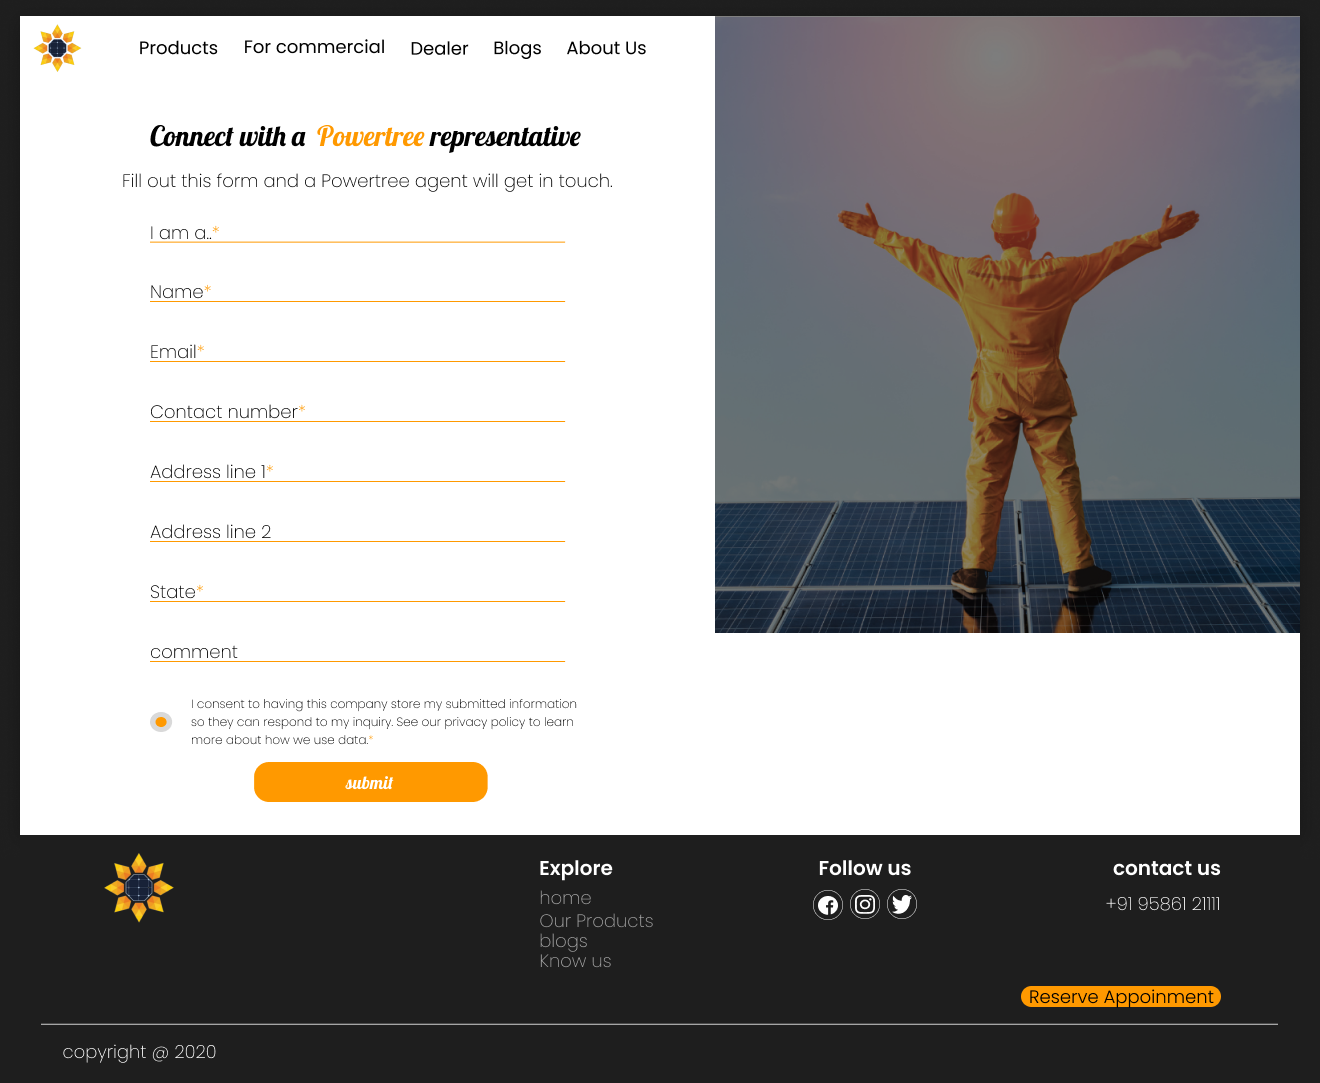 Products For commercial Dealer Blogs About Us
Connect with a Powertree representative
Fill out this form and a Powertree agent will get in touch.
I am a..*
Name*
Email*
Contact number*
Address line 1*
Address line 2
State*
comment
I consent to having this company store my submitted information
so they can respond to my inquiry. See our privacy policy to learn
more about how we use data.*
submit
Explore
home
Our Products
blogs
Know us
Follow us
contact us
+91 95861 21111
Reserve Appoinment
copyright @ 2020